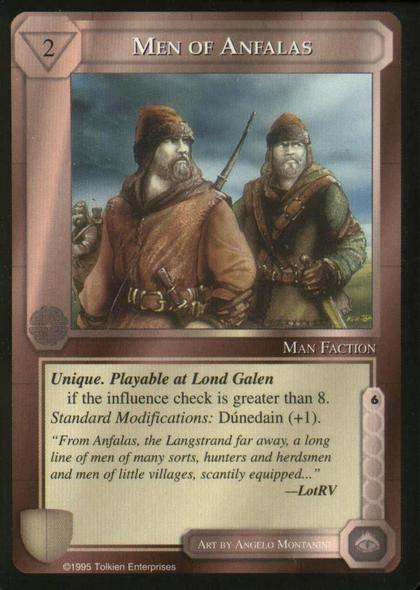 2
MEN OF ANFALAS
MAN FACTION
Unique. Playable at Lond Galen
if the influence check is greater than 8.
Standard Modifications: Dúnedain (+1).
6
“From Anfalas, the Langstrand far away, a long
line of men of many sorts, hunters and herdsmen
and men of little villages, scantily equipped...”
—LotRV
ART BY ANGELO MONTANINI
©1995 Tolkien Enterprises